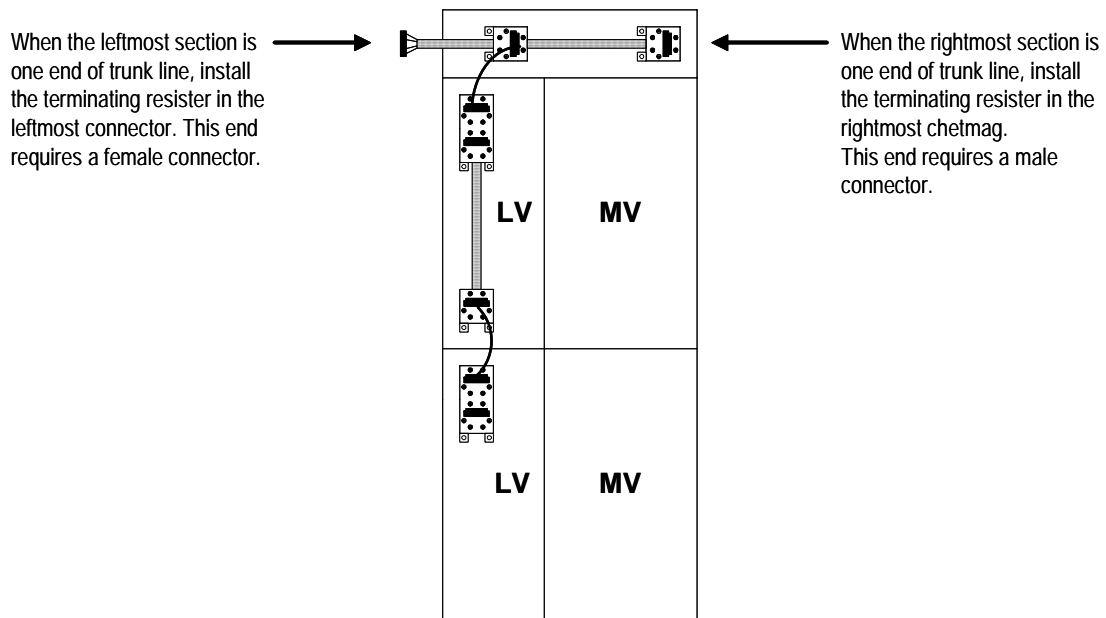 When the leftmost section is
one end of trunk line, install
the terminating resister in the
leftmost connector. This end
requires a female connector.
When the rightmost section is
one end of trunk line, install
the terminating resister in the
rightmost chetmag.
This end requires a male
connector.
LV MV
LV MV